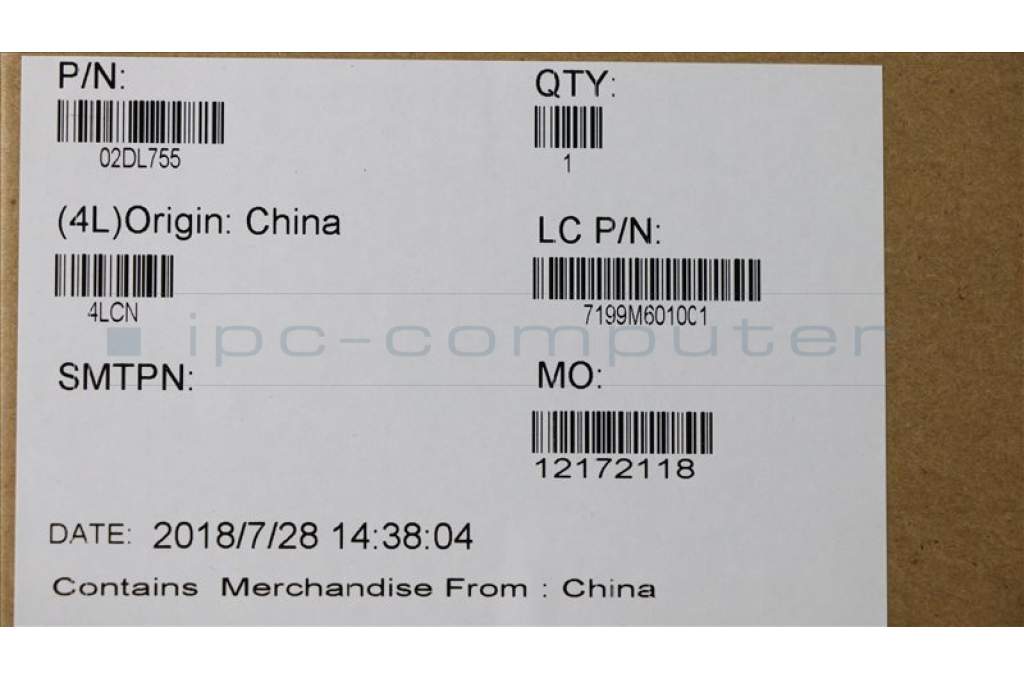 P/N:
02DL755
QTY:
1
(4L)Origin: China
4LCN
LC P/N:
7199M6010C1
ipc-computer
SMTPN:
MO:
12172118
DATE: 2018/7/28 14:38:04
Contains Merchandise From : China